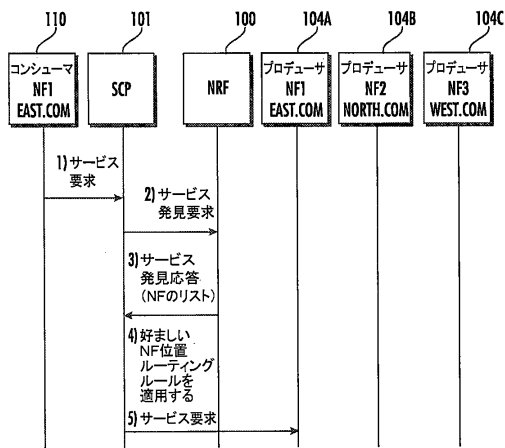 110
101
100
104A
104B
104C
コンシューマ
NF1
EAST.COM
SCP
NRF
プロデューサ
NF1
EAST.COM
プロデューサ
NF2
NORTH.COM
プロデューサ
NF3
WEST.COM
1)サービス
要求
2)サービス
発見要求
3)サービス
発見応答
(NFのリスト)
4)好ましい
NF位置
ルーティング
ルールを
適用する
5)サービス要求